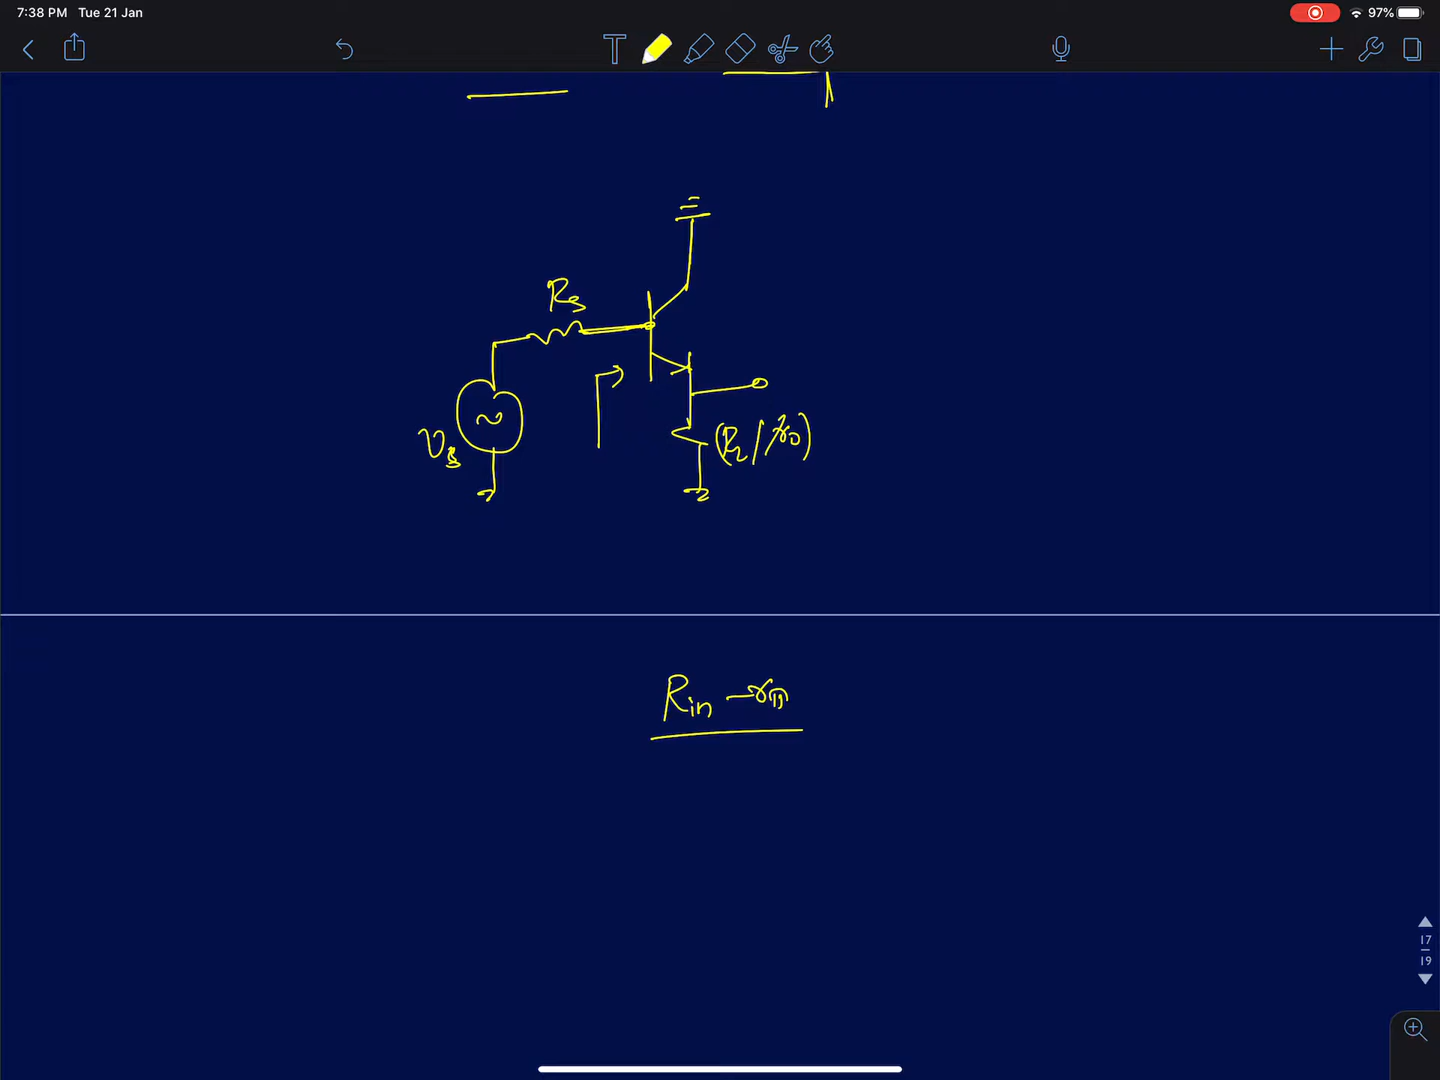 7:38 PM Tue 21 Jan 97%
T
Rs
Vs
(RL//ro)
Rin - rπ
17
19